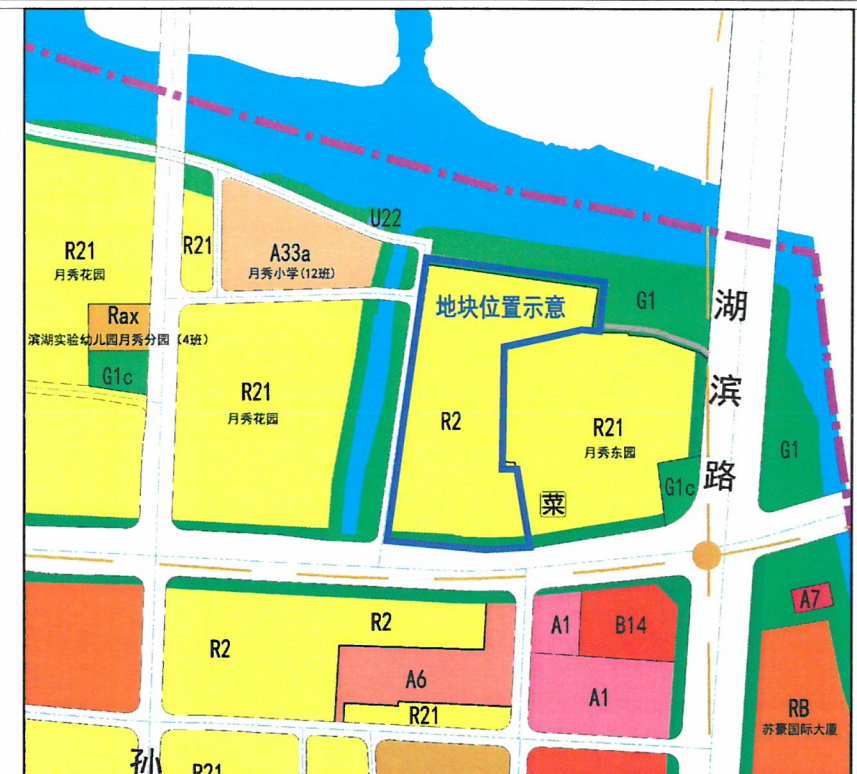 U22
R21
月秀花园
R21
A33a
月秀小学(12班)
地块位置示意
G1
湖
滨
路
Rax
滨湖实验幼儿园月秀分园(4班)
G1c
R21
月秀花园
R2
R21
月秀东园
G1c
G1
菜
A7
R2
R2
A1
B14
A6
A1
R21
RB
苏豪国际大厦
孙
R21